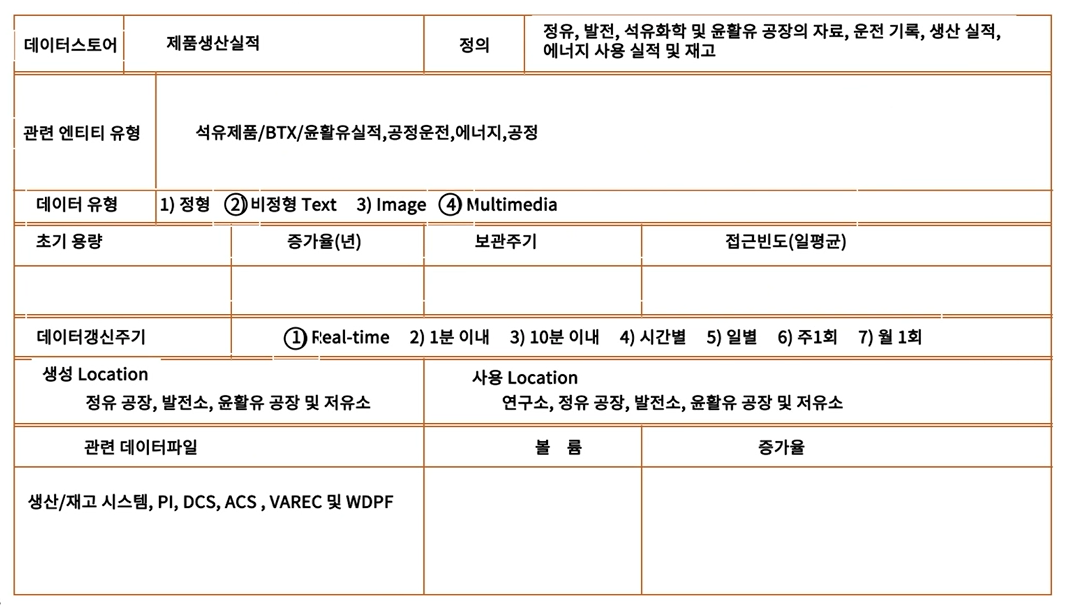 데이터스토어 제품생산실적 정의 정유, 발전, 석유화학 및 윤활유 공장의 자료, 운전 기록, 생산 실적,
에너지 사용 실적 및 재고
관련 엔티티 유형 석유제품/BTX/윤활유실적,공정운전,에너지,공정
데이터 유형 1) 정형 2) 비정형 Text 3) Image 4) Multimedia
초기 용량 증가율(년) 보관주기 접근빈도(일평균)
데이터갱신주기 1) Real-time 2) 1분 이내 3) 10분 이내 4) 시간별 5) 일별 6) 주1회 7) 월 1회
생성 Location
정유 공장, 발전소, 윤활유 공장 및 저유소
사용 Location
연구소, 정유 공장, 발전소, 윤활유 공장 및 저유소
관련 데이터파일 볼 륨 증가율
생산/재고 시스템, PI, DCS, ACS , VAREC 및 WDPF